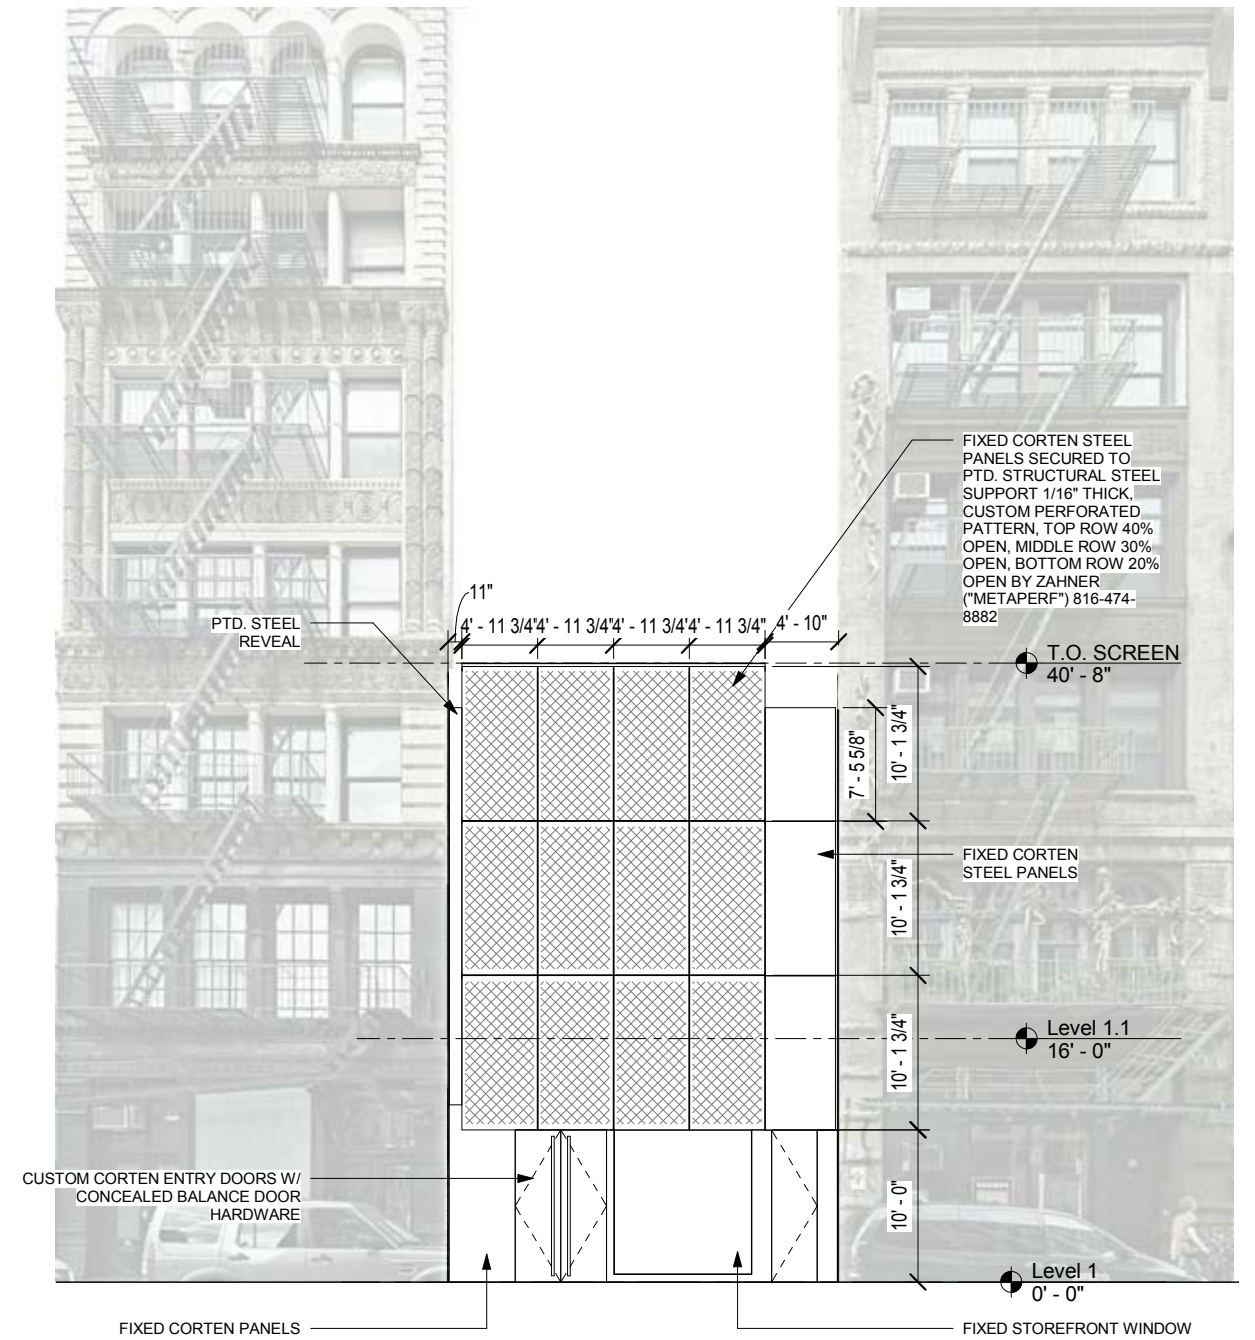 FIXED CORTEN STEEL
PANELS SECURED TO
PTD. STRUCTURAL STEEL
SUPPORT 1/16" THICK,
CUSTOM PERFORATED
PATTERN, TOP ROW 40%
OPEN, MIDDLE ROW 30%
OPEN, BOTTOM ROW 20%
OPEN BY ZAHNER
("METAPERF") 816-474-
8882
11"
PTD. STEEL
REVEAL
4' - 11 3/4" 4' - 11 3/4" 4' - 11 3/4" 4' - 11 3/4" 4' - 10"
T.O. SCREEN
40' - 8"
7' - 5 5/8"
10' - 1 3/4"
FIXED CORTEN
STEEL PANELS
10' - 1 3/4"
10' - 1 3/4"
Level 1.1
16' - 0"
CUSTOM CORTEN ENTRY DOORS W/
CONCEALED BALANCE DOOR
HARDWARE
10' - 0"
Level 1
0' - 0"
FIXED CORTEN PANELS
FIXED STOREFRONT WINDOW